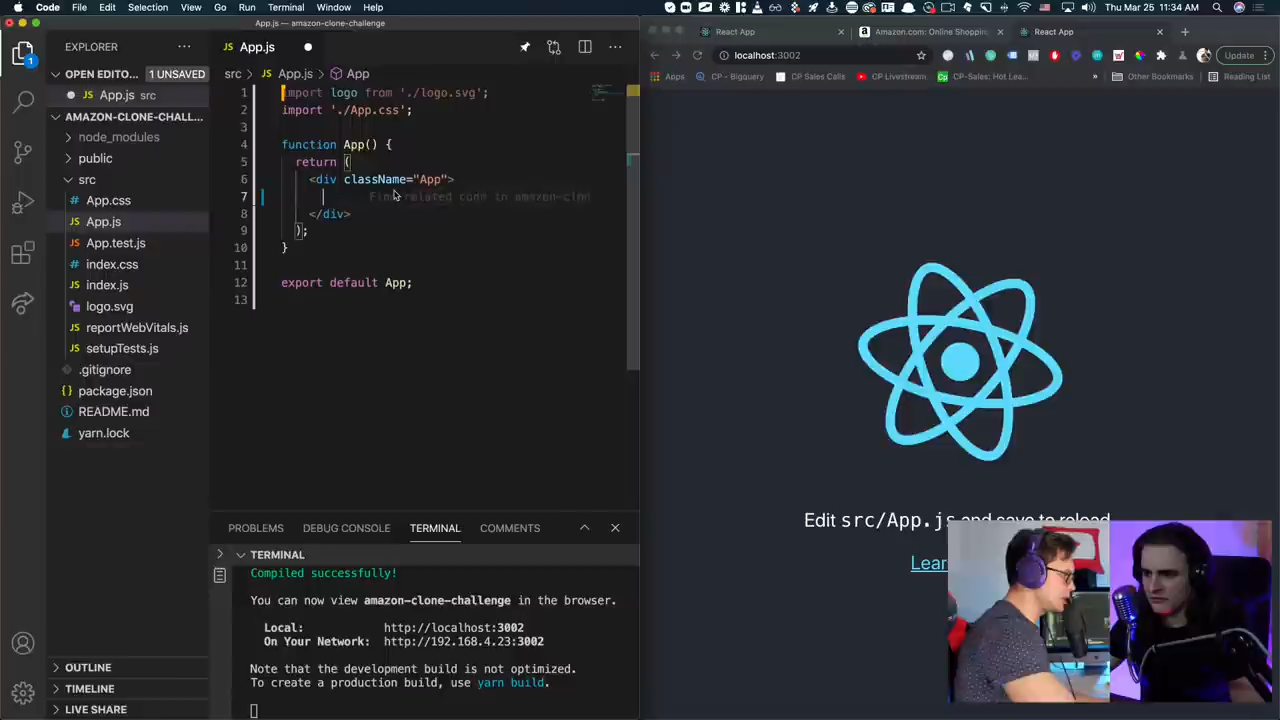 Code File Edit Selection View Go Run Terminal Window Help
100%
Thu Mar 25 11:34 AM
App.js — amazon-clone-challenge
React App
Amazon.com: Online Shopping
React App
EXPLORER
App.js
localhost:3002
Update
src > App.js > App
OPEN EDITO... 1 UNSAVED
App.js src
Apps
CP - Bigquery
CP Sales Calls
CP Livestream
CP-Sales: Hot Lea...
Other Bookmarks
Reading List
AMAZON-CLONE-CHALL...
node_modules
public
src
App.css
App.js
App.test.js
index.css
index.js
logo.svg
reportWebVitals.js
setupTests.js
.gitignore
package.json
README.md
yarn.lock
1 import logo from './logo.svg';
2 import './App.css';
3
4 function App() {
5 return (
6 <div className="App">
7
8 </div>
9 );
10 }
11
12 export default App;
13
Edit src/App.js and save to reload.
Lear
PROBLEMS DEBUG CONSOLE TERMINAL COMMENTS
TERMINAL
Compiled successfully!
You can now view amazon-clone-challenge in the browser.
Local: http://localhost:3002
On Your Network: http://192.168.4.23:3002
Note that the development build is not optimized.
To create a production build, use yarn build.
OUTLINE
TIMELINE
LIVE SHARE